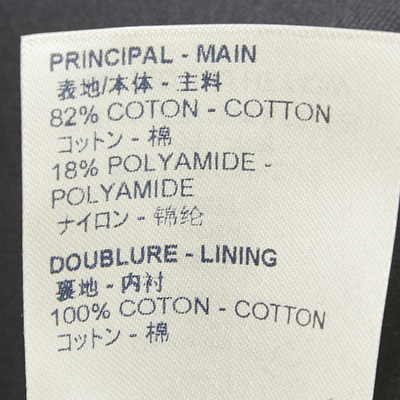 PRINCIPAL - MAIN
表地/本体 - 主料
82% COTON - COTTON
コットン - 棉
18% POLYAMIDE -
POLYAMIDE
ナイロン - 锦纶
DOUBLURE - LINING
裏地 - 内衬
100% COTON - COTTON
コットン - 棉